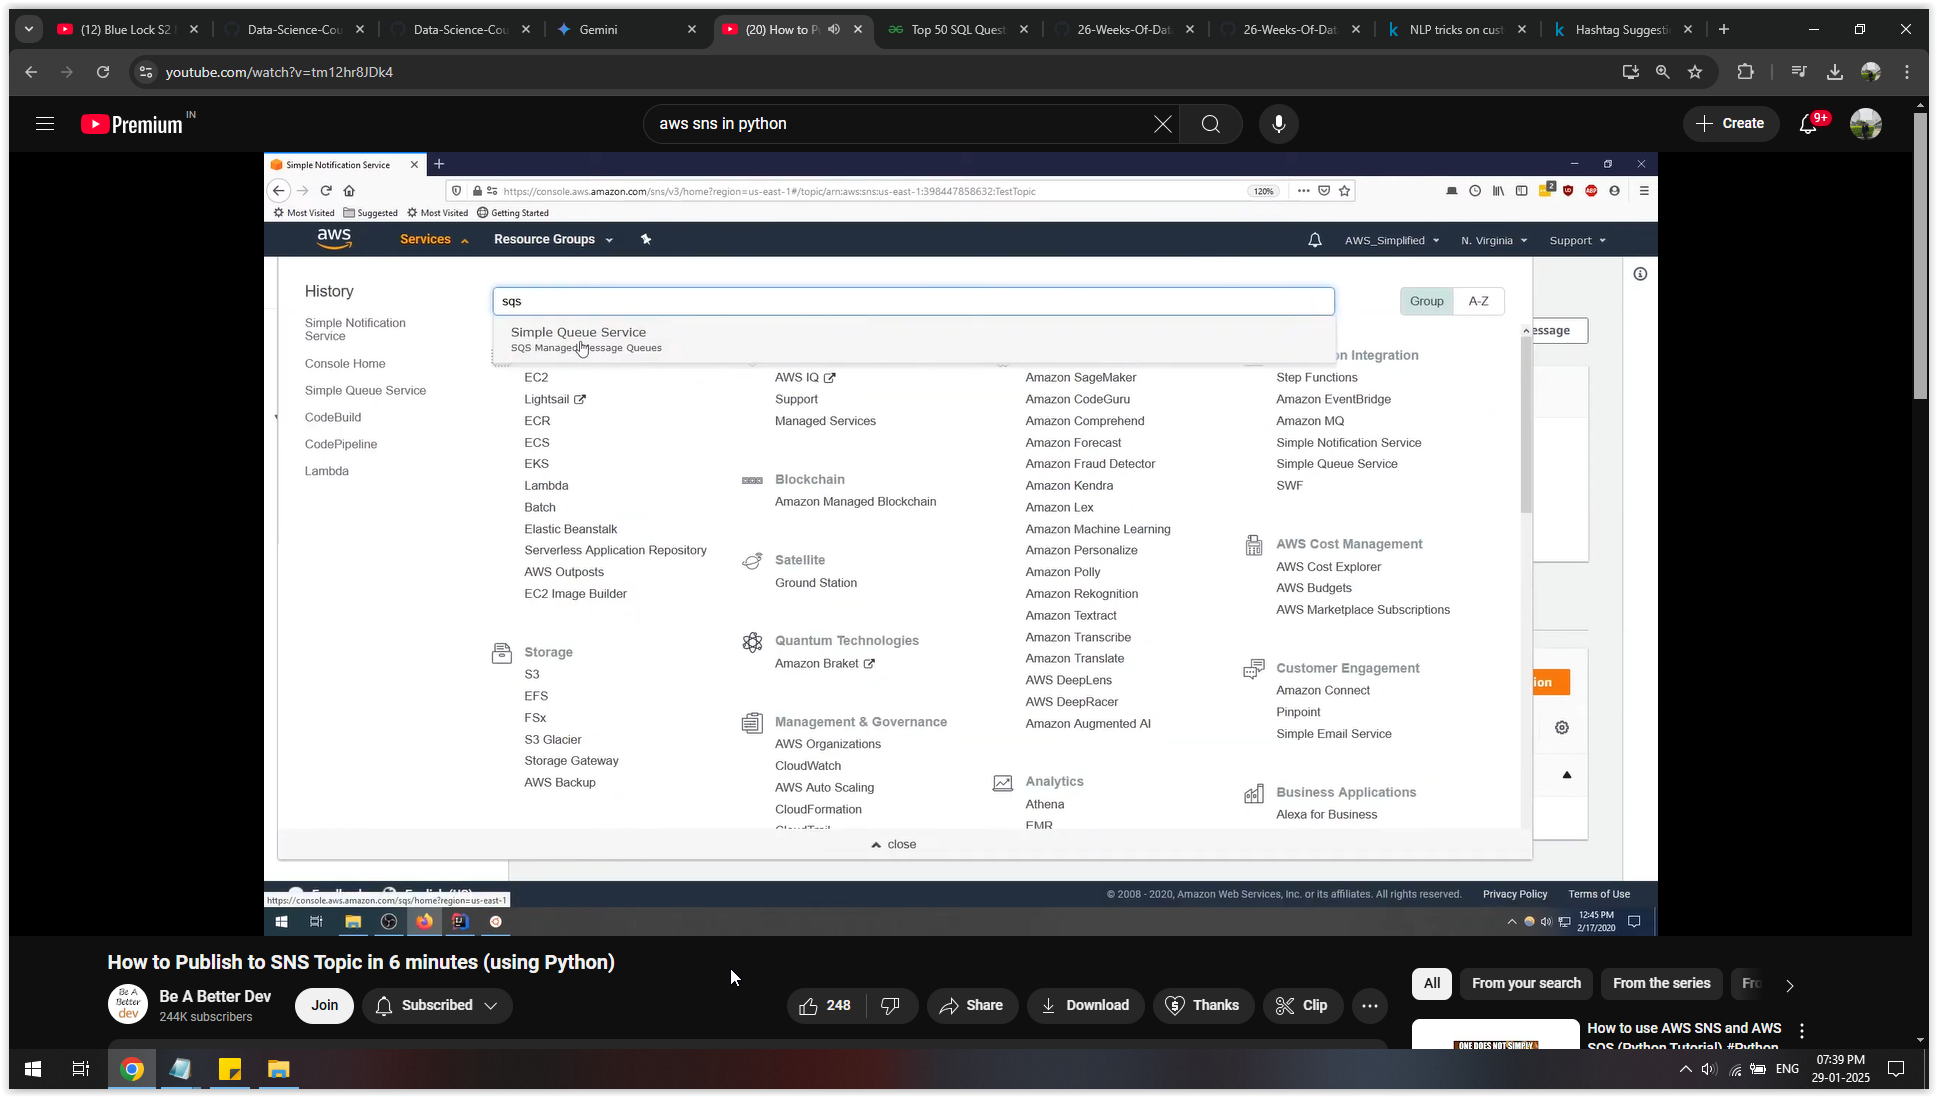 (12) Blue Lock S2
Data-Science-Cou
Data-Science-Cou
Gemini
(20) How to P
Top 50 SQL Quest
26-Weeks-Of-Dat
26-Weeks-Of-Dat
NLP tricks on cust
Hashtag Suggesti
youtube.com/watch?v=tm12hr8JDk4
Premium IN
aws sns in python
Create
9+
Simple Notification Service
https://console.aws.amazon.com/sns/v3/home?region=us-east-1#/topic/arn:aws:sns:us-east-1:398447858632:TestTopic
120%
2
ABP
Most Visited
Suggested
Most Visited
Getting Started
aws
Services
Resource Groups
AWS_Simplified
N. Virginia
Support
History
Simple Notification
Service
Console Home
Simple Queue Service
CodeBuild
CodePipeline
Lambda
sqs
Simple Queue Service
SQS Managed Message Queues
Group
A-Z
essage
EC2
Lightsail
ECR
ECS
EKS
Lambda
Batch
Elastic Beanstalk
Serverless Application Repository
AWS Outposts
EC2 Image Builder
Storage
S3
EFS
FSx
S3 Glacier
Storage Gateway
AWS Backup
AWS IQ
Support
Managed Services
Blockchain
Amazon Managed Blockchain
Satellite
Ground Station
Quantum Technologies
Amazon Braket
Management & Governance
AWS Organizations
CloudWatch
AWS Auto Scaling
CloudFormation
CloudTrail
Amazon SageMaker
Amazon CodeGuru
Amazon Comprehend
Amazon Forecast
Amazon Fraud Detector
Amazon Kendra
Amazon Lex
Amazon Machine Learning
Amazon Personalize
Amazon Polly
Amazon Rekognition
Amazon Textract
Amazon Transcribe
Amazon Translate
AWS DeepLens
AWS DeepRacer
Amazon Augmented AI
Analytics
Athena
EMR
on Integration
Step Functions
Amazon EventBridge
Amazon MQ
Simple Notification Service
Simple Queue Service
SWF
AWS Cost Management
AWS Cost Explorer
AWS Budgets
AWS Marketplace Subscriptions
Customer Engagement
Amazon Connect
Pinpoint
Simple Email Service
Business Applications
Alexa for Business
ion
close
Feedback
English (US)
© 2008 - 2020, Amazon Web Services, Inc. or its affiliates. All rights reserved.
Privacy Policy
Terms of Use
https://console.aws.amazon.com/sqs/home?region=us-east-1
12:45 PM
2/17/2020
How to Publish to SNS Topic in 6 minutes (using Python)
Be A
Better
dev
Be A Better Dev
244K subscribers
Join
Subscribed
248
Share
Download
Thanks
Clip
All
From your search
From the series
Fro
How to use AWS SNS and AWS
SQS (Python Tutorial) #Python
ONE DOES NOT SIMPLY
ENG
07:39 PM
29-01-2025